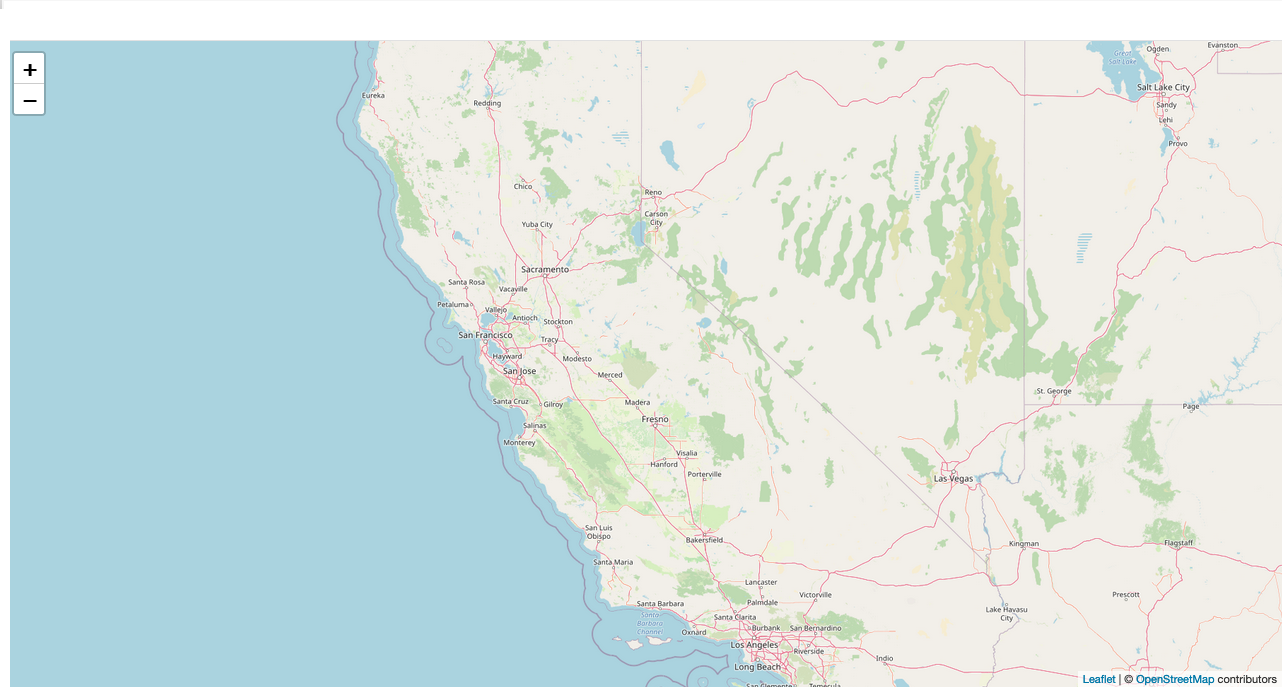 +
−
Great
Salt Lake
Ogden
Evanston
Salt Lake City
Sandy
Lehi
Provo
Eureka
Redding
Chico
Reno
Carson
City
Yuba City
Sacramento
Santa Rosa
Vacaville
Petaluma
Vallejo
Antioch
Stockton
San Francisco
Tracy
Hayward
Modesto
San Jose
Merced
Santa Cruz
Gilroy
Madera
Salinas
Fresno
Monterey
Visalia
Hanford
Porterville
St. George
Page
Las Vegas
San Luis
Obispo
Bakersfield
Kingman
Flagstaff
Santa Maria
Lancaster
Palmdale
Victorville
Prescott
Lake Havasu
City
Santa Barbara
Santa
Barbara
Channel
Oxnard
Santa Clarita
Burbank
San Bernardino
Los Angeles
Riverside
Indio
Long Beach
San Clemente
Temecula
Leaflet | © OpenStreetMap contributors